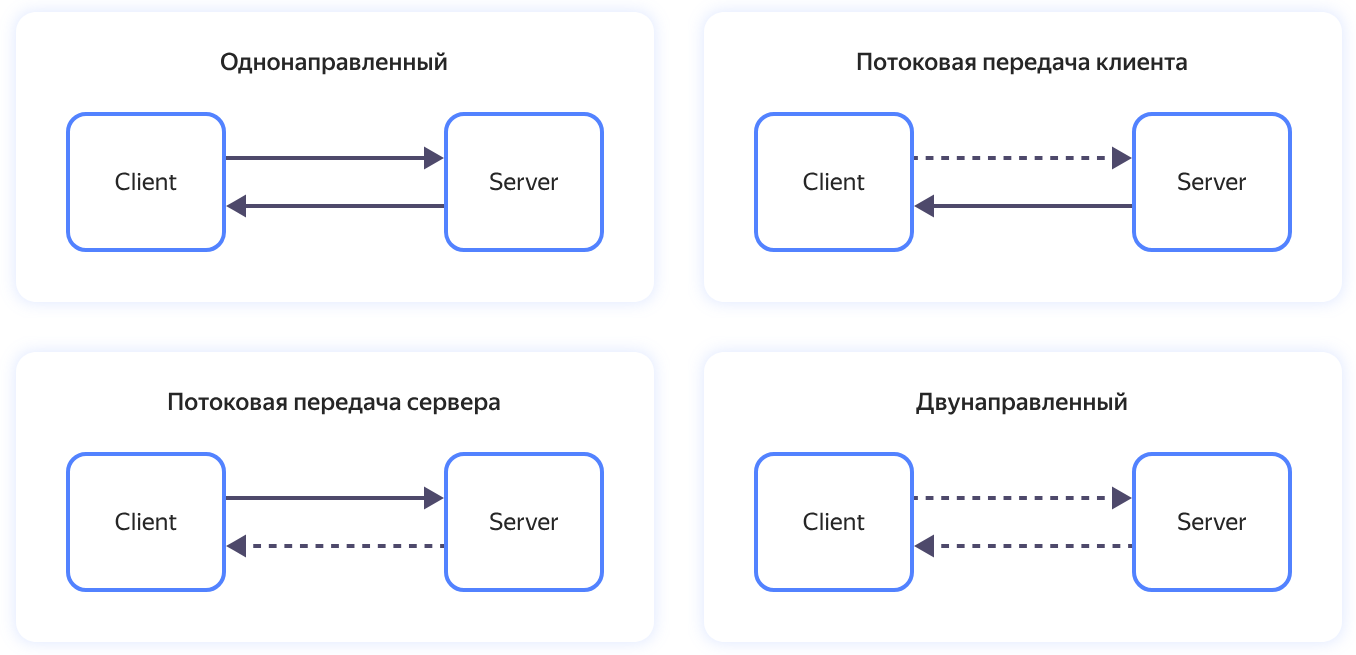 Однонаправленный
Client
Server
Потоковая передача клиента
Client
Server
Потоковая передача сервера
Client
Server
Двунаправленный
Client
Server